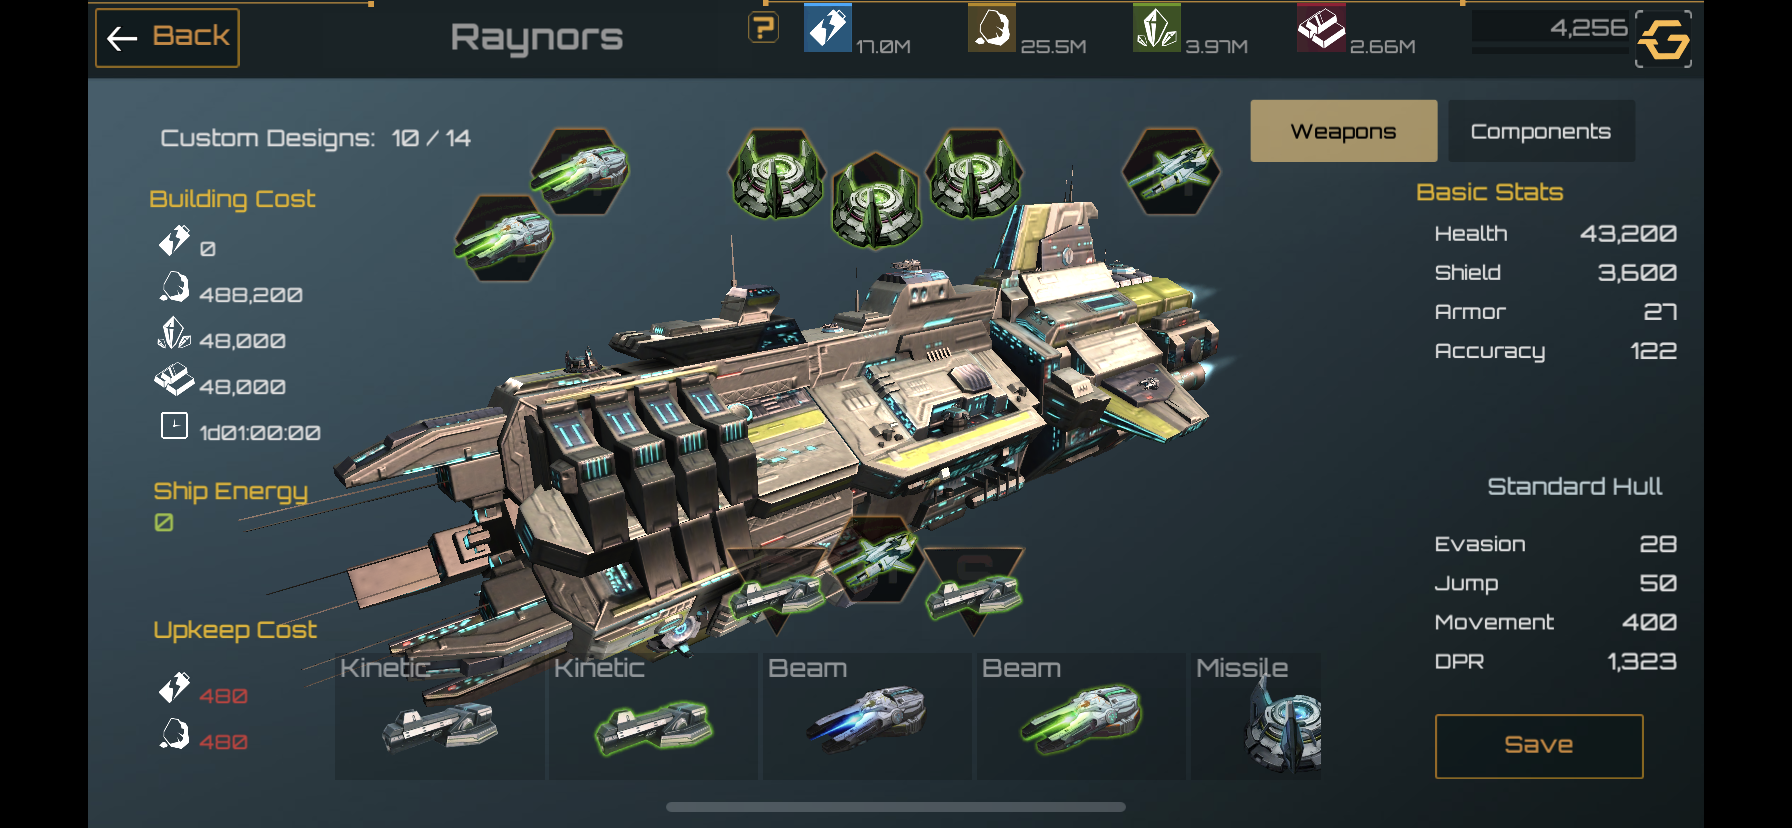 Back
Raynors
?
17.0M
25.5M
3.97M
2.66M
4,256
Custom Designs: 10 / 14
Weapons
Components
Building Cost
0
488,200
48,000
48,000
1d01:00:00
Ship Energy
0
Upkeep Cost
480
480
Basic Stats
Health 43,200
Shield 3,600
Armor 27
Accuracy 122
Standard Hull
Evasion 28
Jump 50
Movement 400
DPR 1,323
Kinetic
Kinetic
Beam
Beam
Missile
Save